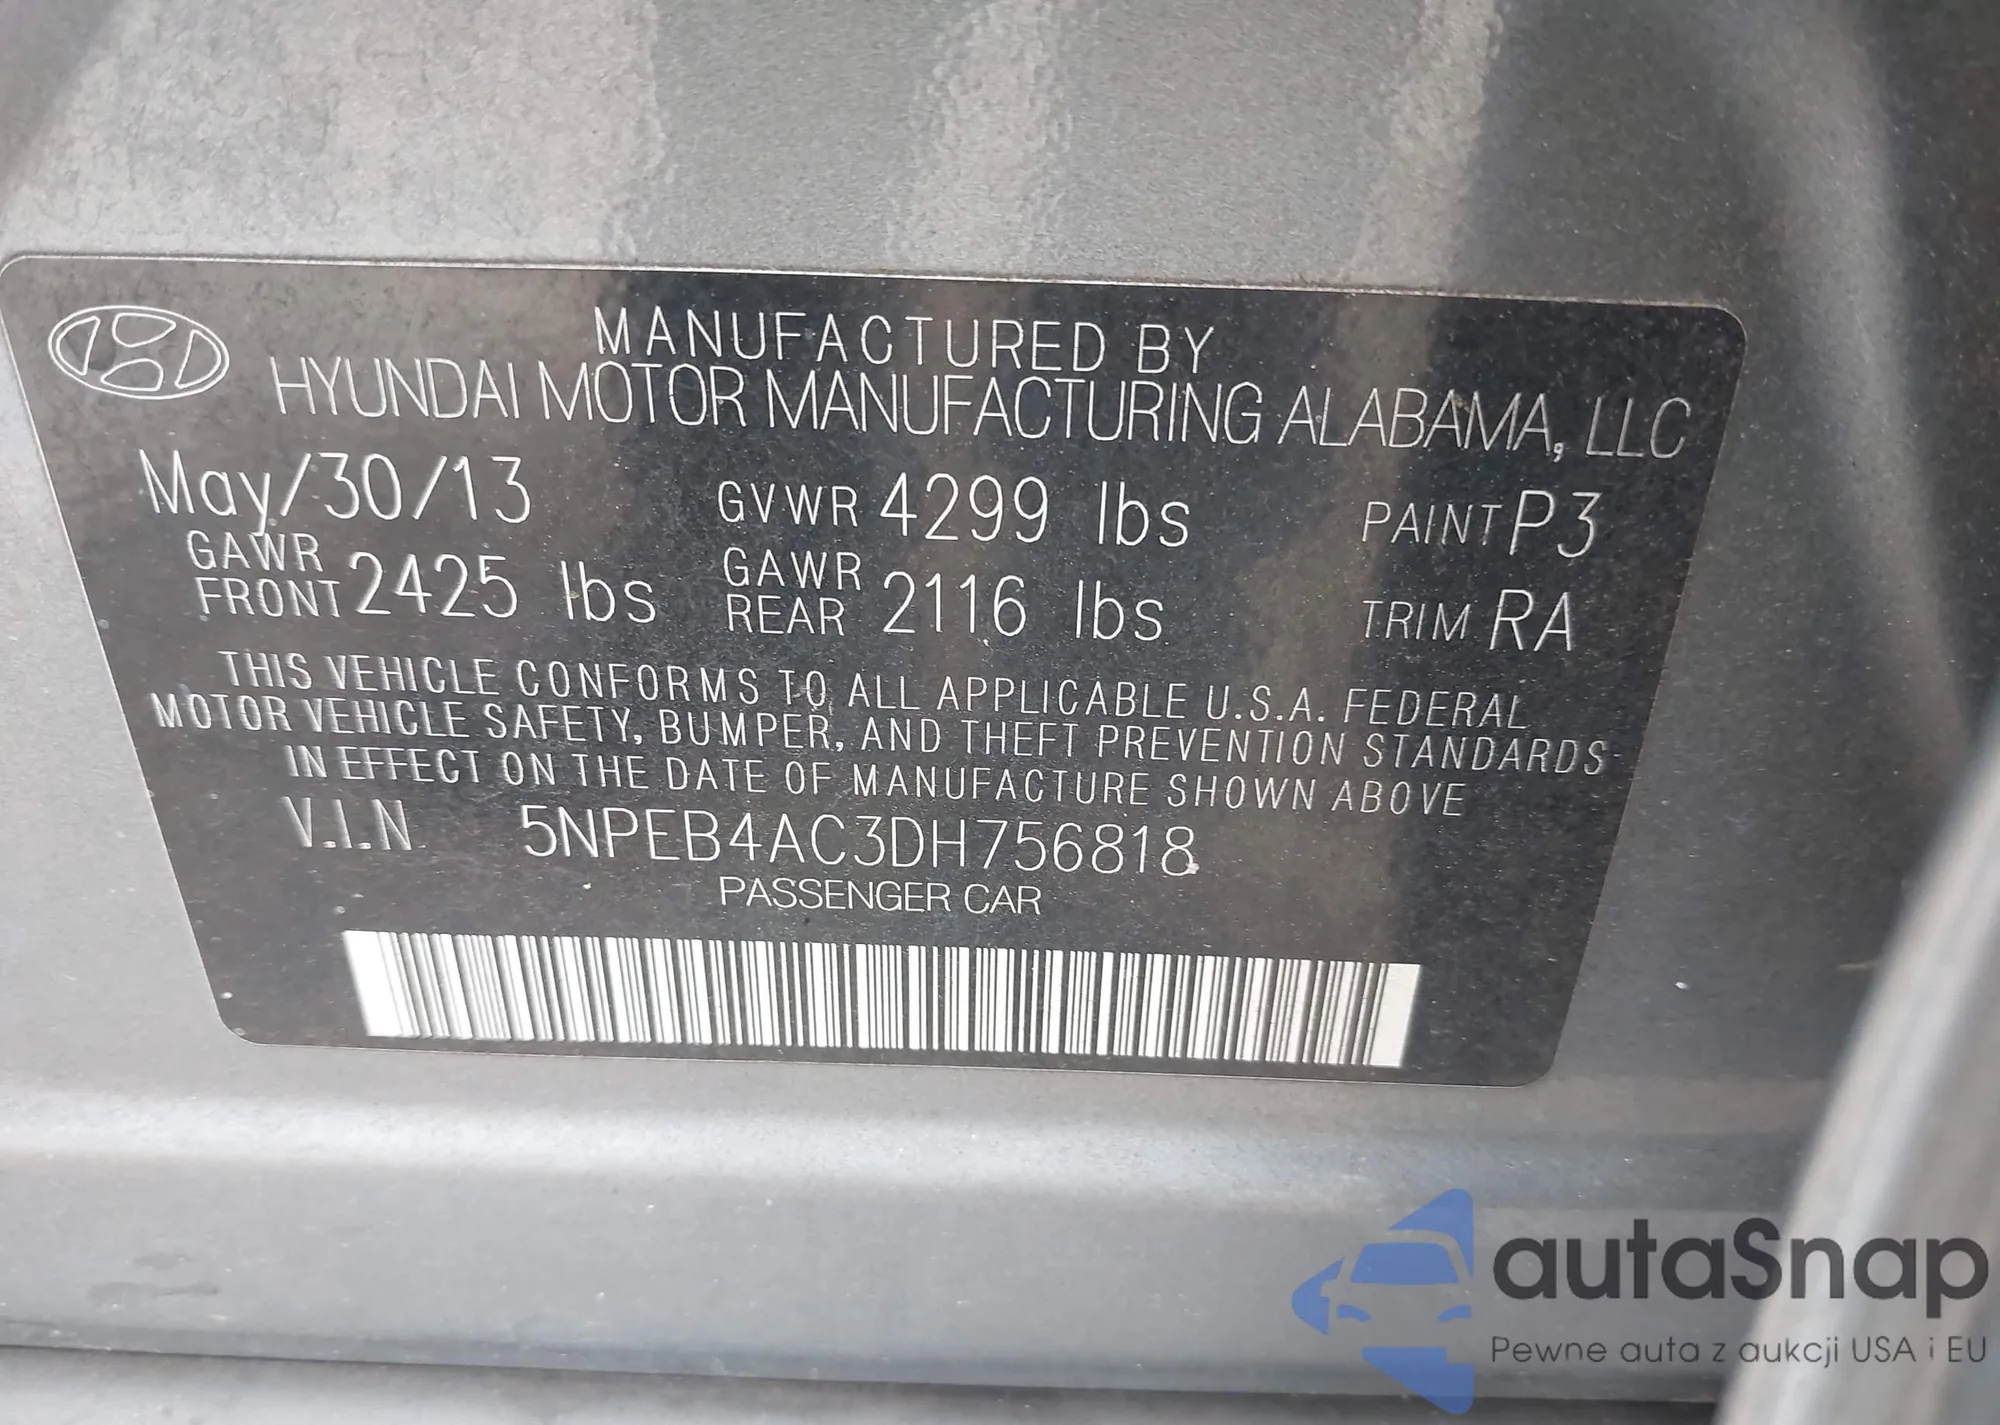 MANUFACTURED BY
HYUNDAI MOTOR MANUFACTURING ALABAMA, LLC
May/30/13 GVWR 4299 lbs PAINT P3
GAWR FRONT 2425 lbs GAWR REAR 2116 lbs TRIM RA
THIS VEHICLE CONFORMS TO ALL APPLICABLE U.S.A. FEDERAL
MOTOR VEHICLE SAFETY, BUMPER, AND THEFT PREVENTION STANDARDS
IN EFFECT ON THE DATE OF MANUFACTURE SHOWN ABOVE
V.I.N 5NPEB4AC3DH756818
PASSENGER CAR
autaSnap
Pewne auta z aukcji USA i EU